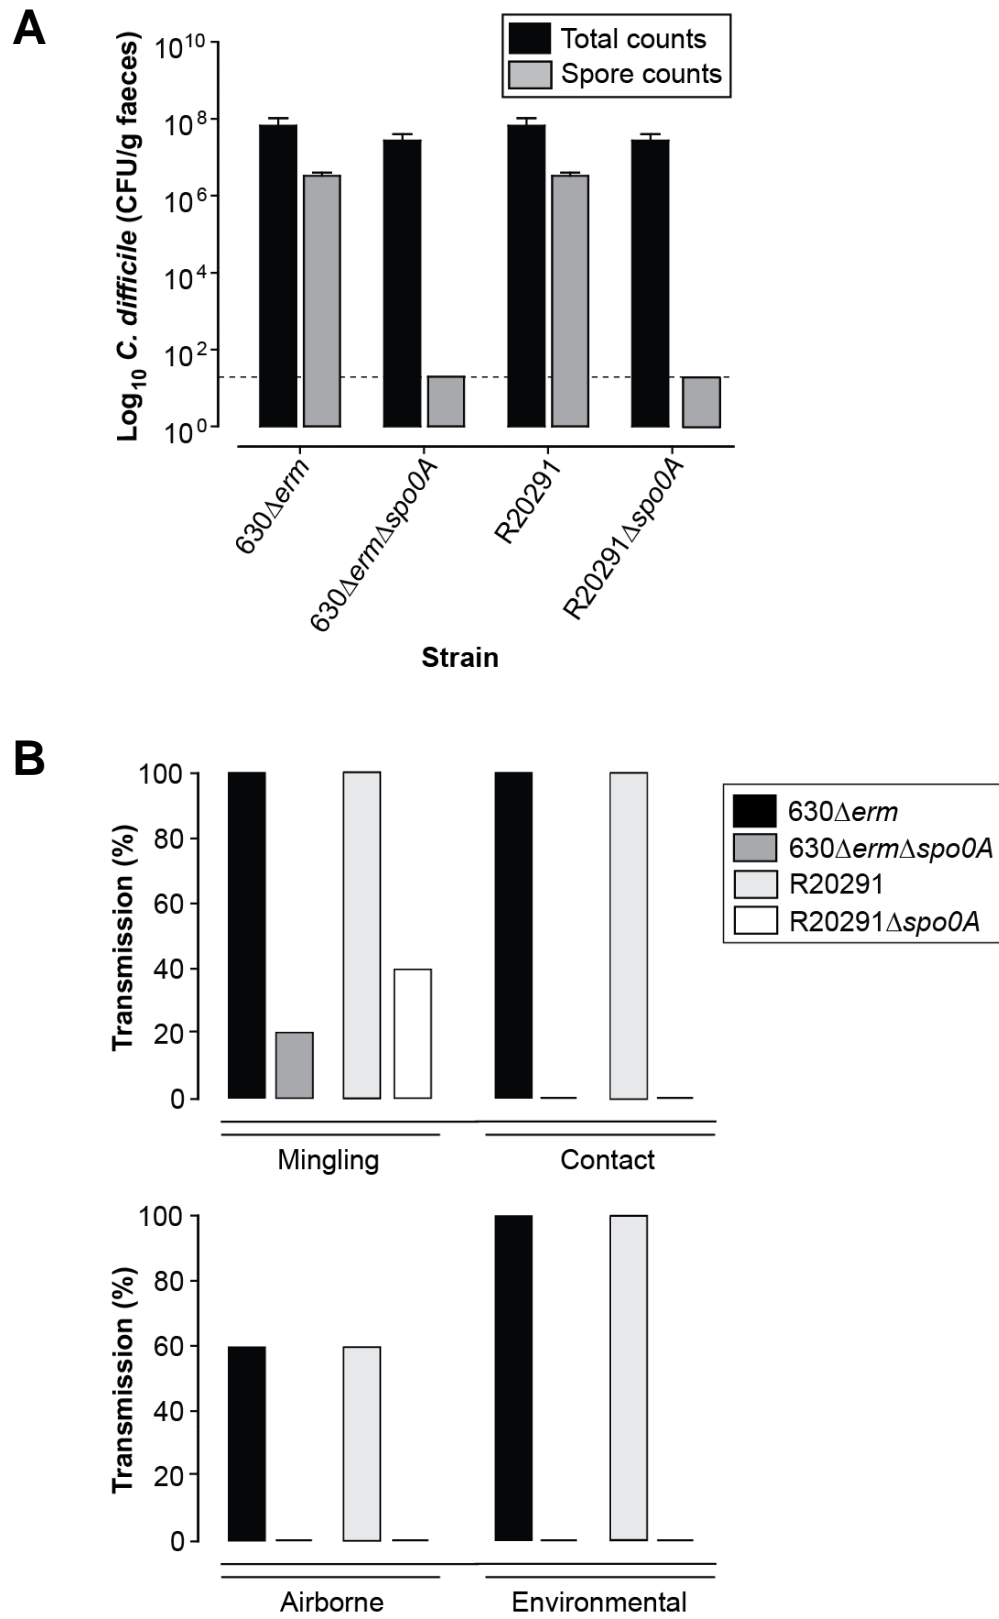 A
Total counts
Spore counts
Log10 C. difficile (CFU/g faeces)
10^10
10^8
10^6
10^4
10^2
10^0
630Δerm
630ΔermΔspo0A
R20291
R20291Δspo0A
Strain
B
630Δerm
630ΔermΔspo0A
R20291
R20291Δspo0A
Transmission (%)
100
80
60
40
20
0
Mingling
Contact
Transmission (%)
100
80
60
40
20
0
Airborne
Environmental